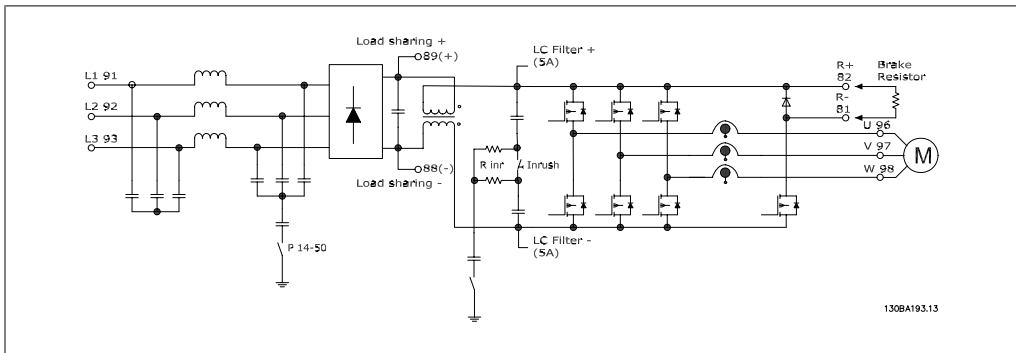 Load sharing +
89(+)
LC Filter +
(5A)
R+
82
Brake
Resistor
R-
81
L1 91
L2 92
L3 93
U 96
V 97
W 98
M
R inr
Inrush
88(-)
Load sharing -
LC Filter -
(5A)
P 14-50
130BA193.13